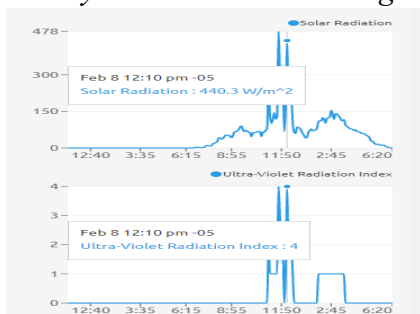 Solar Radiation
478
300
150
0
Feb 8 12:10 pm -05
Solar Radiation : 440.3 W/m^2
12:40 3:35 6:15 8:55 11:50 2:45 6:20
Ultra-Violet Radiation Index
4
3
2
1
0
Feb 8 12:10 pm -05
Ultra-Violet Radiation Index : 4
12:40 3:35 6:15 8:55 11:50 2:45 6:20